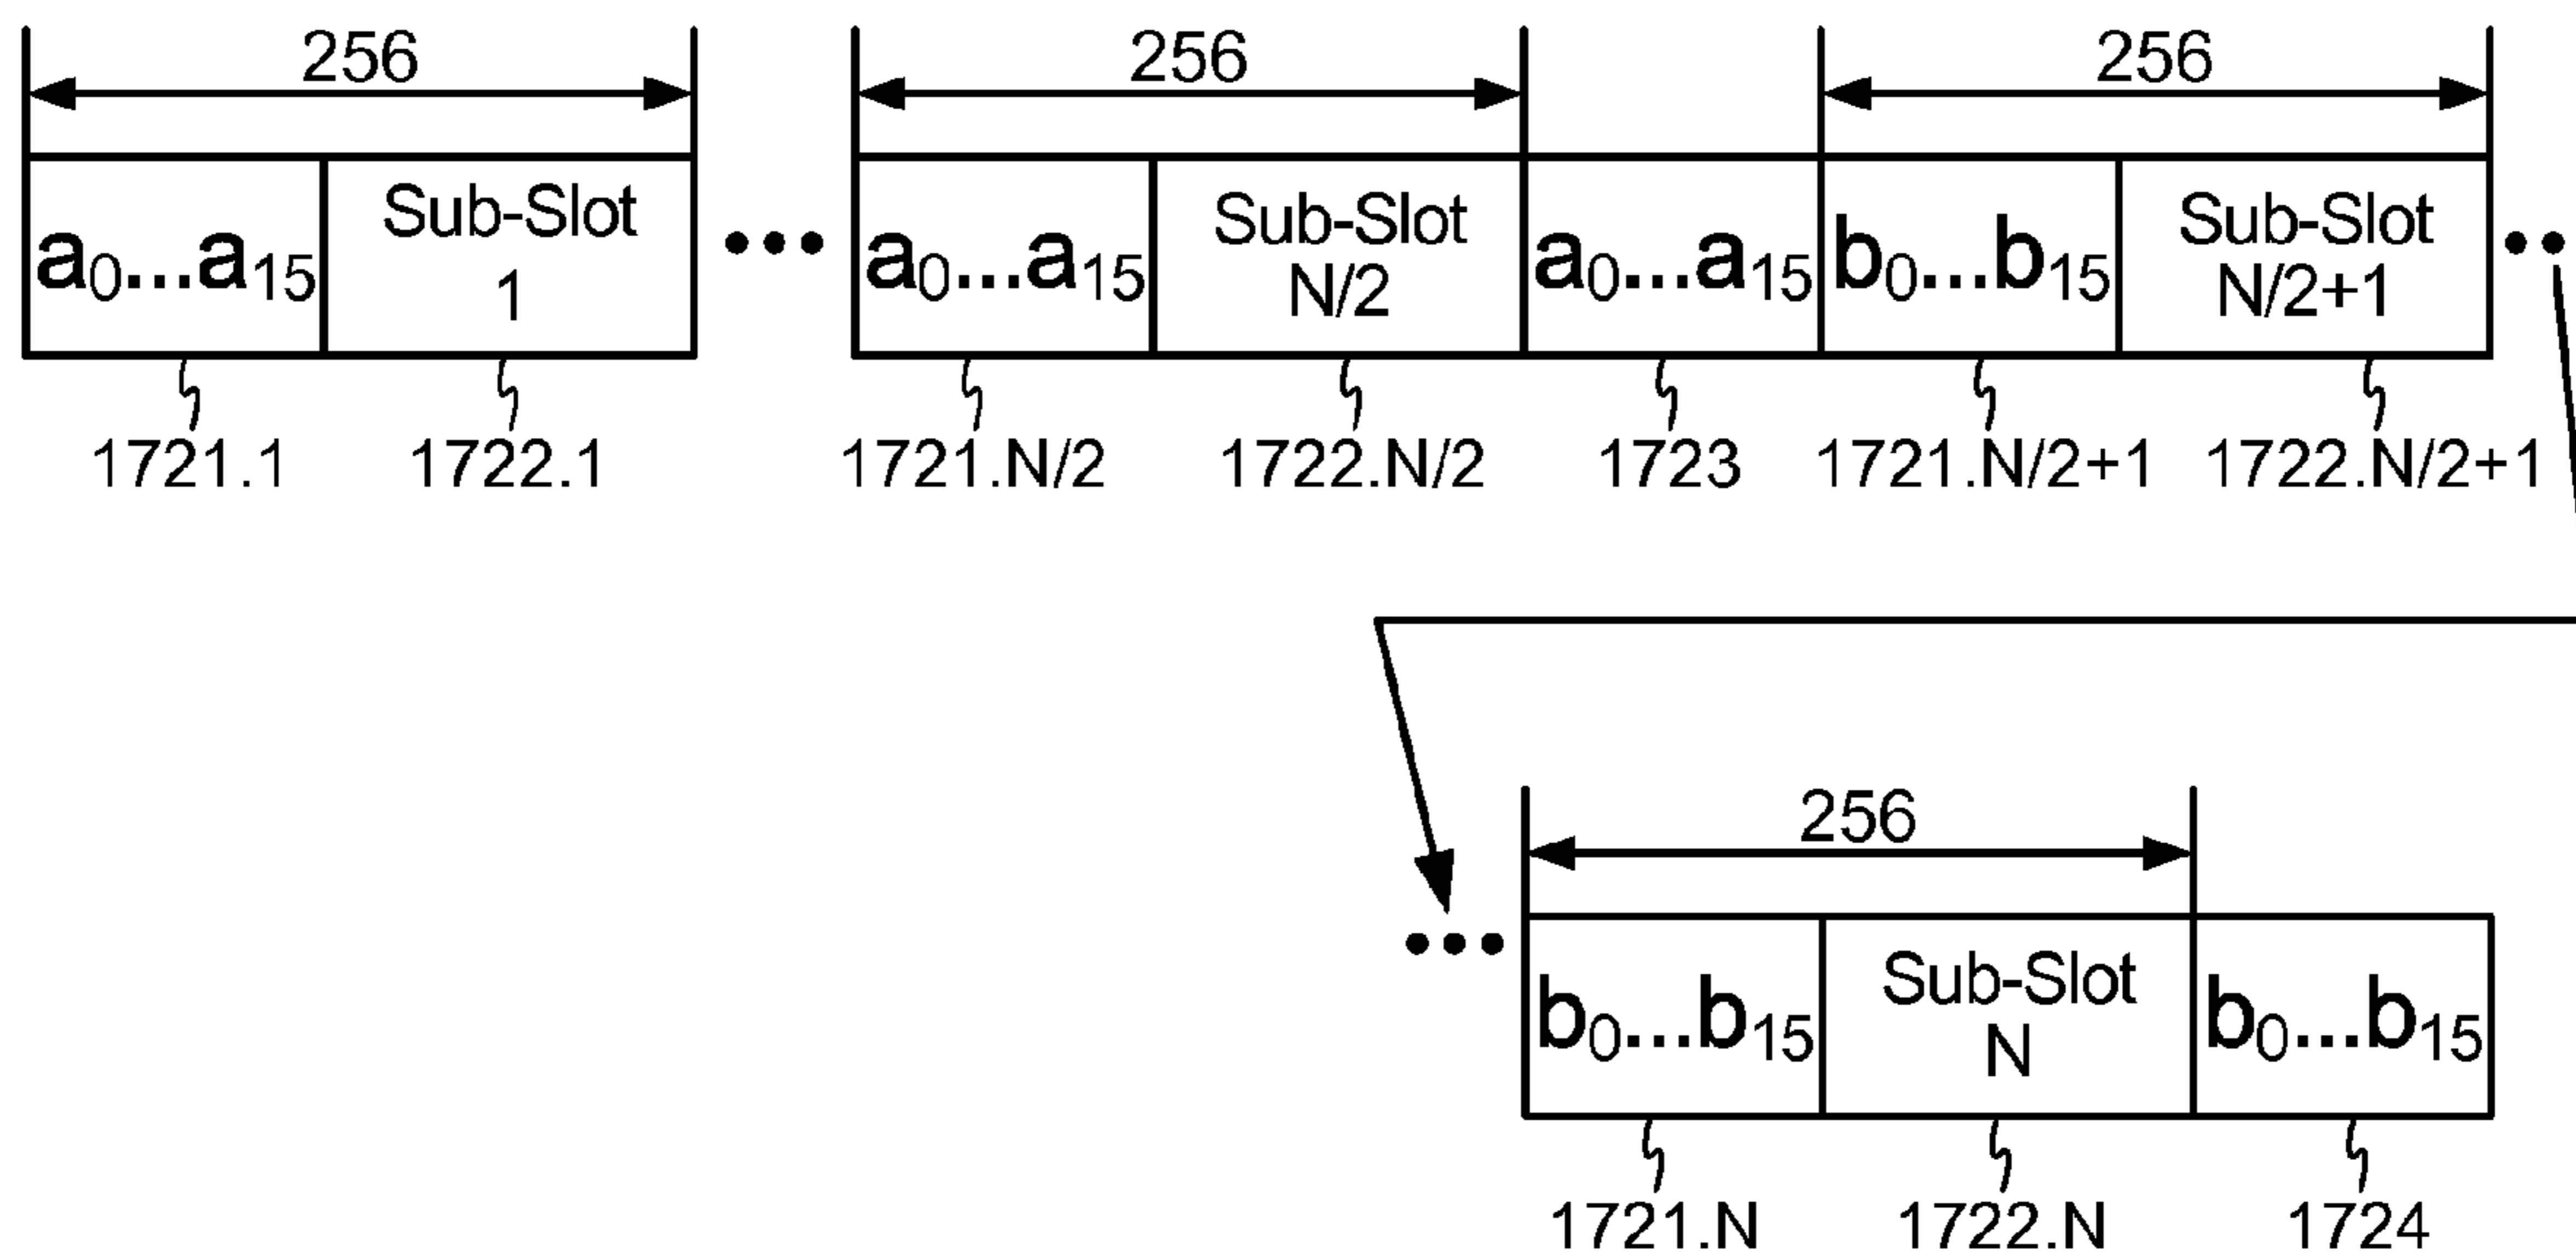 256 256 256
a0...a15 Sub-Slot 1 ••• a0...a15 Sub-Slot N/2 a0...a15 b0...b15 Sub-Slot N/2+1 ••
1721.1 1722.1 1721.N/2 1722.N/2 1723 1721.N/2+1 1722.N/2+1
256
••• b0...b15 Sub-Slot N b0...b15
1721.N 1722.N 1724